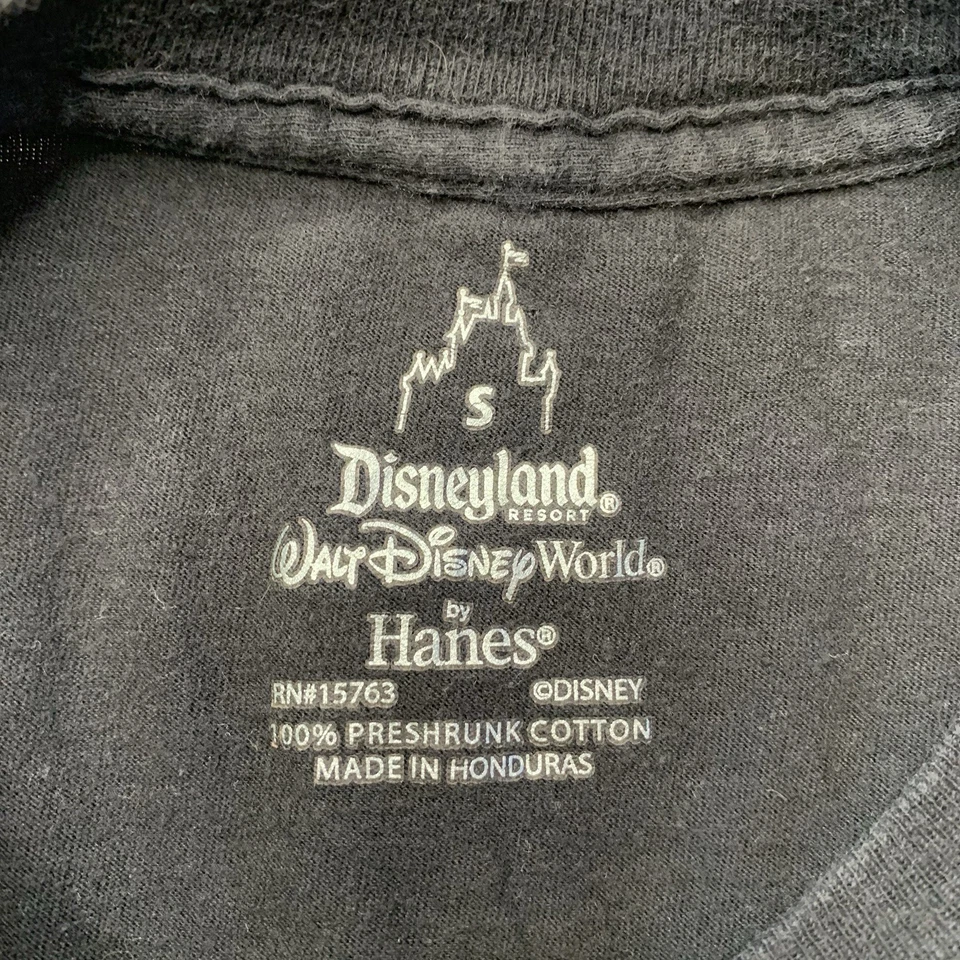 S
Disneyland®
RESORT
WALT DISNEY World®
by
Hanes®
RN#15763 ©DISNEY
100% PRESHRUNK COTTON
MADE IN HONDURAS